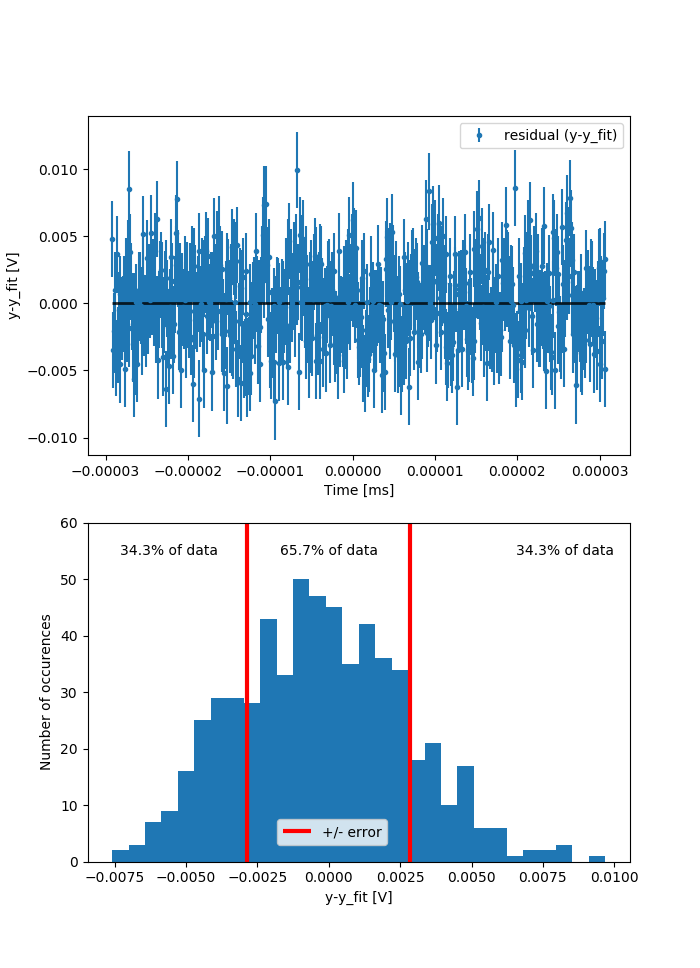 residual (y-y_fit)
0.010
0.005
0.000
−0.005
−0.010
y-y_fit [V]
−0.00003 −0.00002 −0.00001 0.00000 0.00001 0.00002 0.00003
Time [ms]
60
50
40
30
20
10
0
Number of occurences
34.3% of data 65.7% of data 34.3% of data
+/- error
−0.0075 −0.0050 −0.0025 0.0000 0.0025 0.0050 0.0075 0.0100
y-y_fit [V]